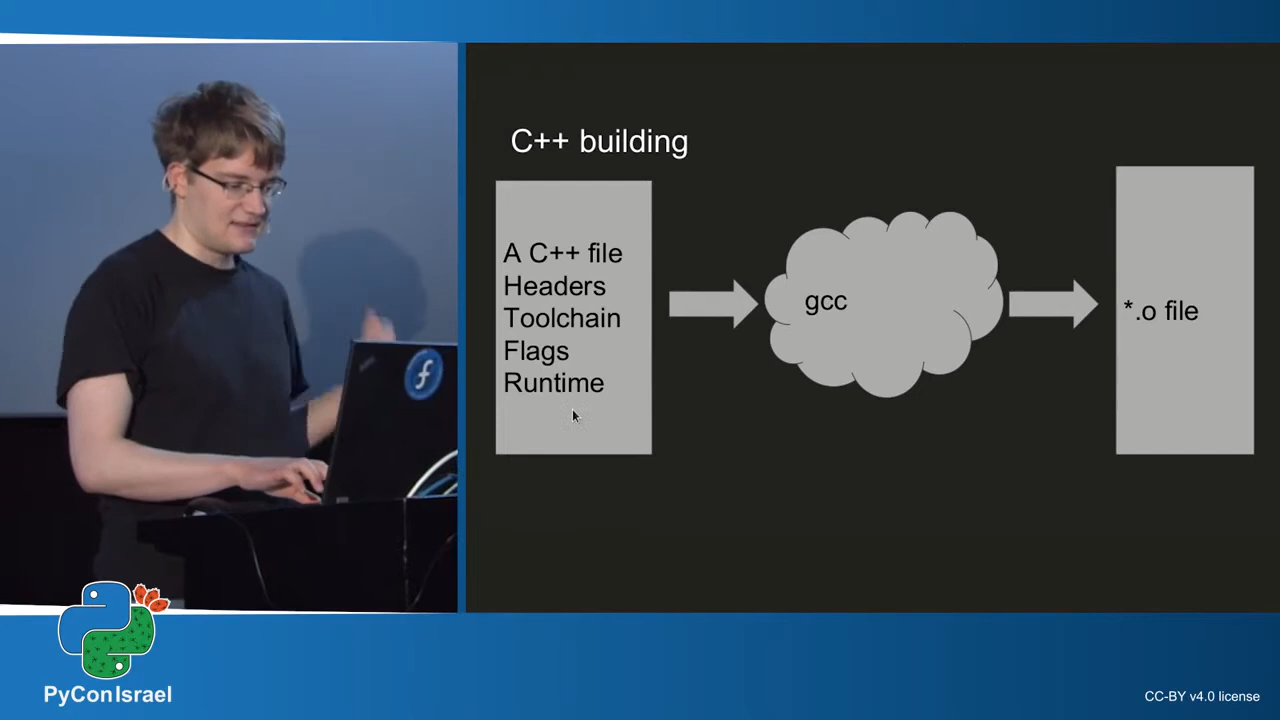 C++ building
A C++ file
Headers
Toolchain
Flags
Runtime
gcc
*.o file
PyConIsrael
CC-BY v4.0 license